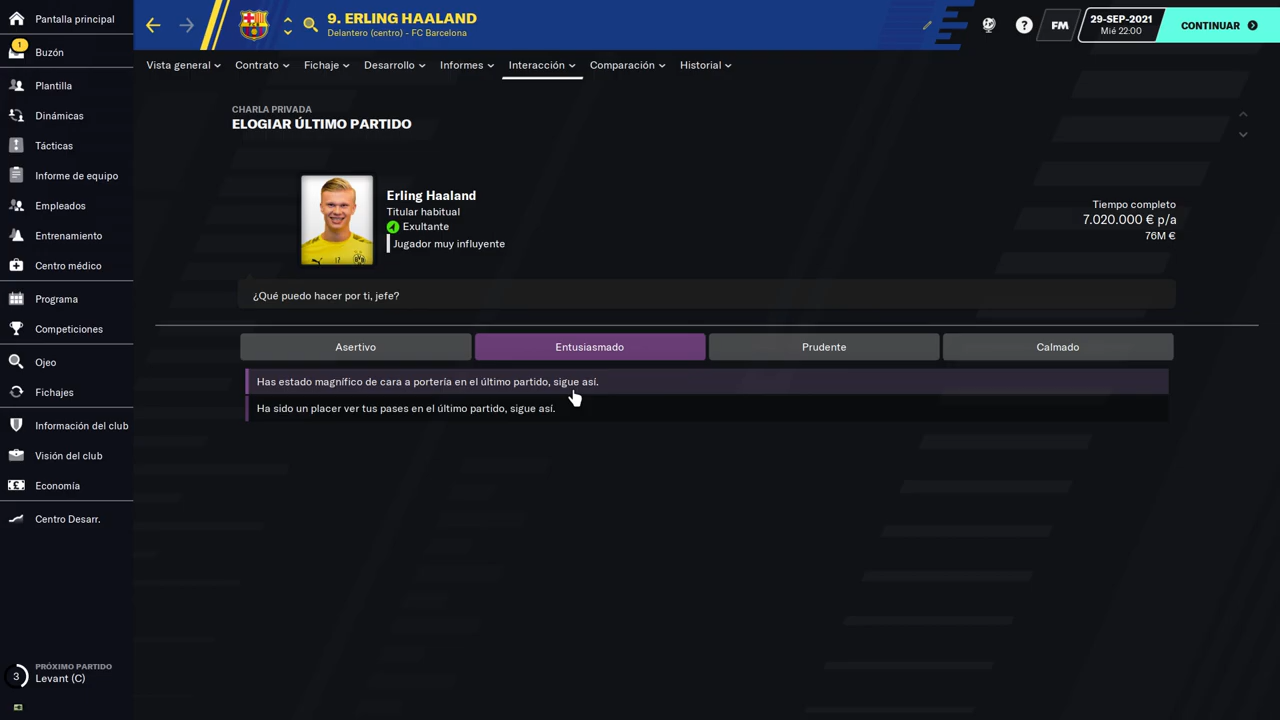 Pantalla principal
1
Buzón
Plantilla
Dinámicas
Tácticas
Informe de equipo
Empleados
Entrenamiento
Centro médico
Programa
Competiciones
Ojeo
Fichajes
Información del club
Visión del club
Economía
Centro Desarr.
3
PRÓXIMO PARTIDO
Levant (C)
9. ERLING HAALAND
Delantero (centro) - FC Barcelona
?
FM
29-SEP-2021
Mié 22:00
CONTINUAR
Vista general
Contrato
Fichaje
Desarrollo
Informes
Interacción
Comparación
Historial
CHARLA PRIVADA
ELOGIAR ÚLTIMO PARTIDO
Erling Haaland
Titular habitual
Exultante
Jugador muy influyente
Tiempo completo
7.020.000 € p/a
76M €
¿Qué puedo hacer por ti, jefe?
Asertivo
Entusiasmado
Prudente
Calmado
Has estado magnífico de cara a portería en el último partido, sigue así.
Ha sido un placer ver tus pases en el último partido, sigue así.